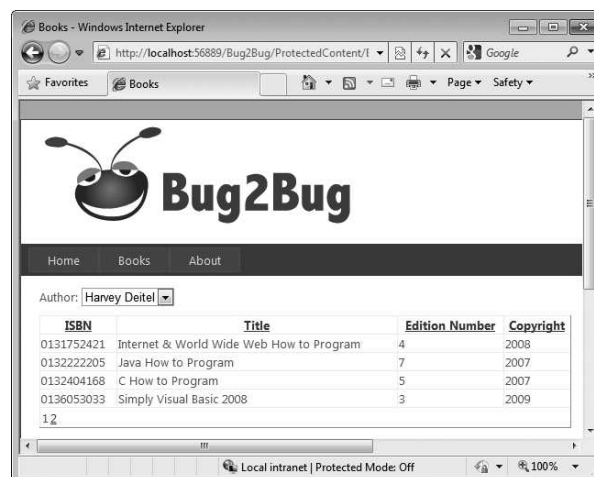 Books - Windows Internet Explorer
http://localhost:56889/Bug2Bug/ProtectedContent/
Google
Favorites
Books
Page
Safety
Bug2Bug
Home Books About
Author: Harvey Deitel
ISBN Title Edition Number Copyright
0131752421 Internet & World Wide Web How to Program 4 2008
0132222205 Java How to Program 7 2007
0132404168 C How to Program 5 2007
0136053033 Simply Visual Basic 2008 3 2009
1 2
Local intranet | Protected Mode: Off
100%